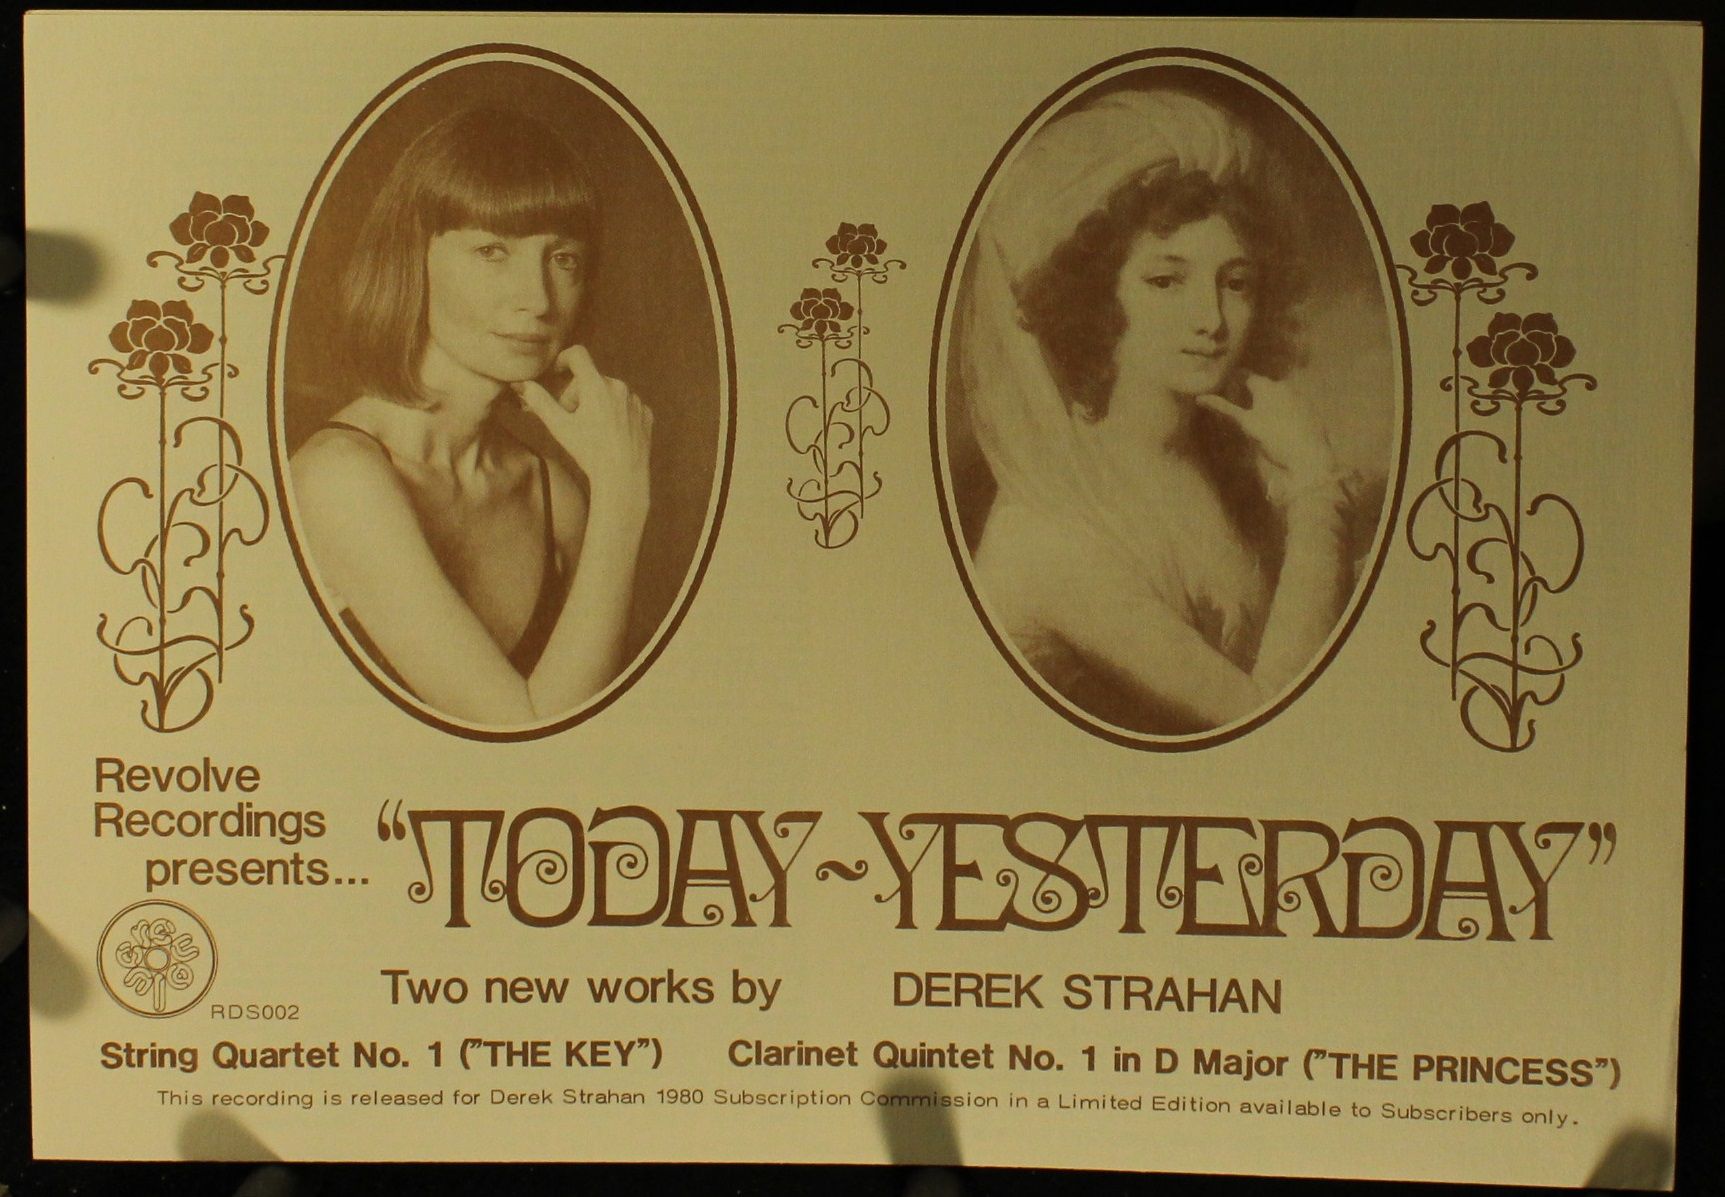 Revolve
Recordings
presents...
“TODAY~YESTERDAY”
RDS002
Two new works by DEREK STRAHAN
String Quartet No. 1 ("THE KEY") Clarinet Quintet No. 1 in D Major ("THE PRINCESS")
This recording is released for Derek Strahan 1980 Subscription Commission in a Limited Edition available to Subscribers only.